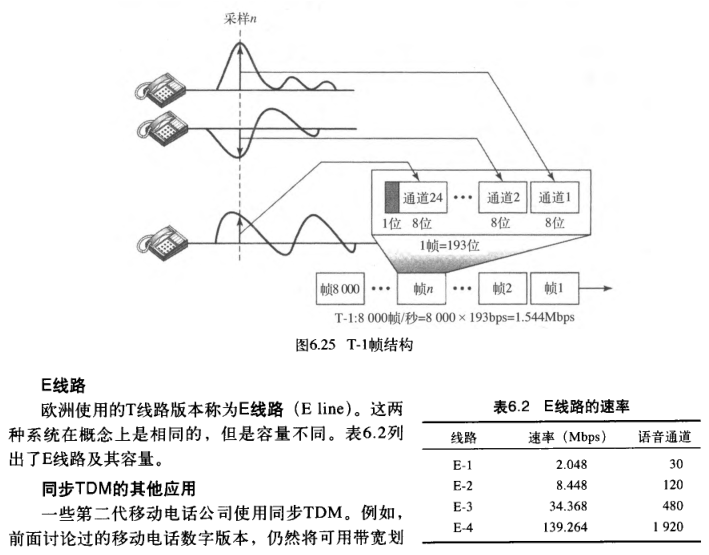 采样n
通道24 ••• 通道2 通道1
1位 8位 8位 8位
1帧=193位
帧8 000 ••• 帧n ••• 帧2 帧1
T-1:8 000帧/秒=8 000 × 193bps=1.544Mbps
图6.25 T-1帧结构
E线路
欧洲使用的T线路版本称为E线路（E line）。这两
种系统在概念上是相同的，但是容量不同。表6.2列
出了E线路及其容量。
同步TDM的其他应用
一些第二代移动电话公司使用同步TDM。例如，
前面讨论过的移动电话数字版本，仍然将可用带宽划
表6.2 E线路的速率
线路 速率（Mbps） 语音通道
E-1 2.048 30
E-2 8.448 120
E-3 34.368 480
E-4 139.264 1 920